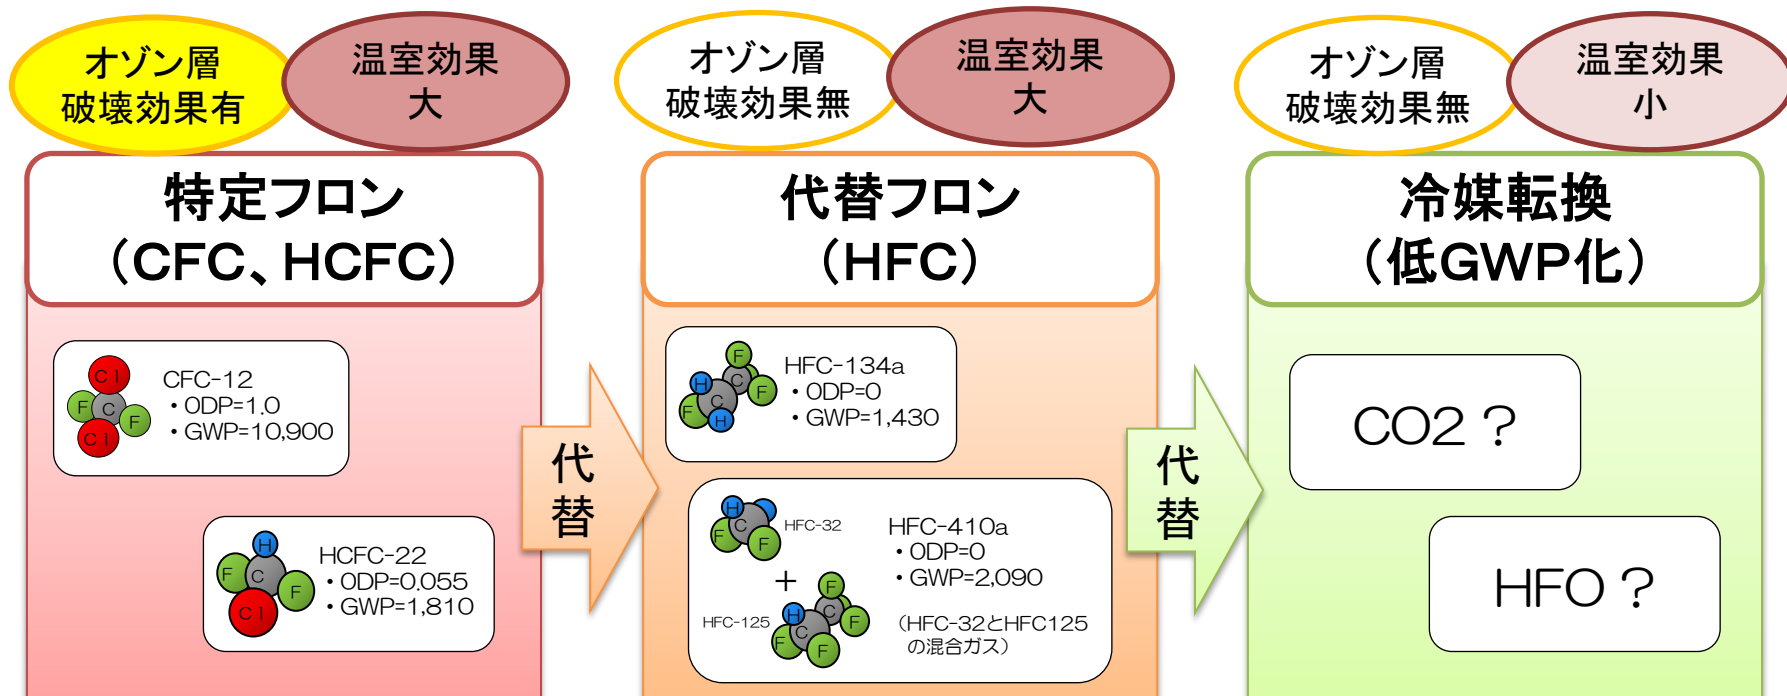 オゾン層
破壊効果有
温室効果
大
特定フロン
（CFC、HCFC）
Cl
F
C
F
Cl
CFC-12
・ODP=1.0
・GWP=10,900
H
F
C
F
Cl
HCFC-22
・ODP=0.055
・GWP=1,810
代
替
オゾン層
破壊効果無
温室効果
大
代替フロン
（HFC）
F
H
C
F
C
F
H
HFC-134a
・ODP=0
・GWP=1,430
H
C
F
F
HFC-32
+
F
H
C
F
C
F
F
HFC-125
HFC-410a
・ODP=0
・GWP=2,090
（HFC-32とHFC125
の混合ガス）
代
替
オゾン層
破壊効果無
温室効果
小
冷媒転換
（低GWP化）
CO2？
HFO？